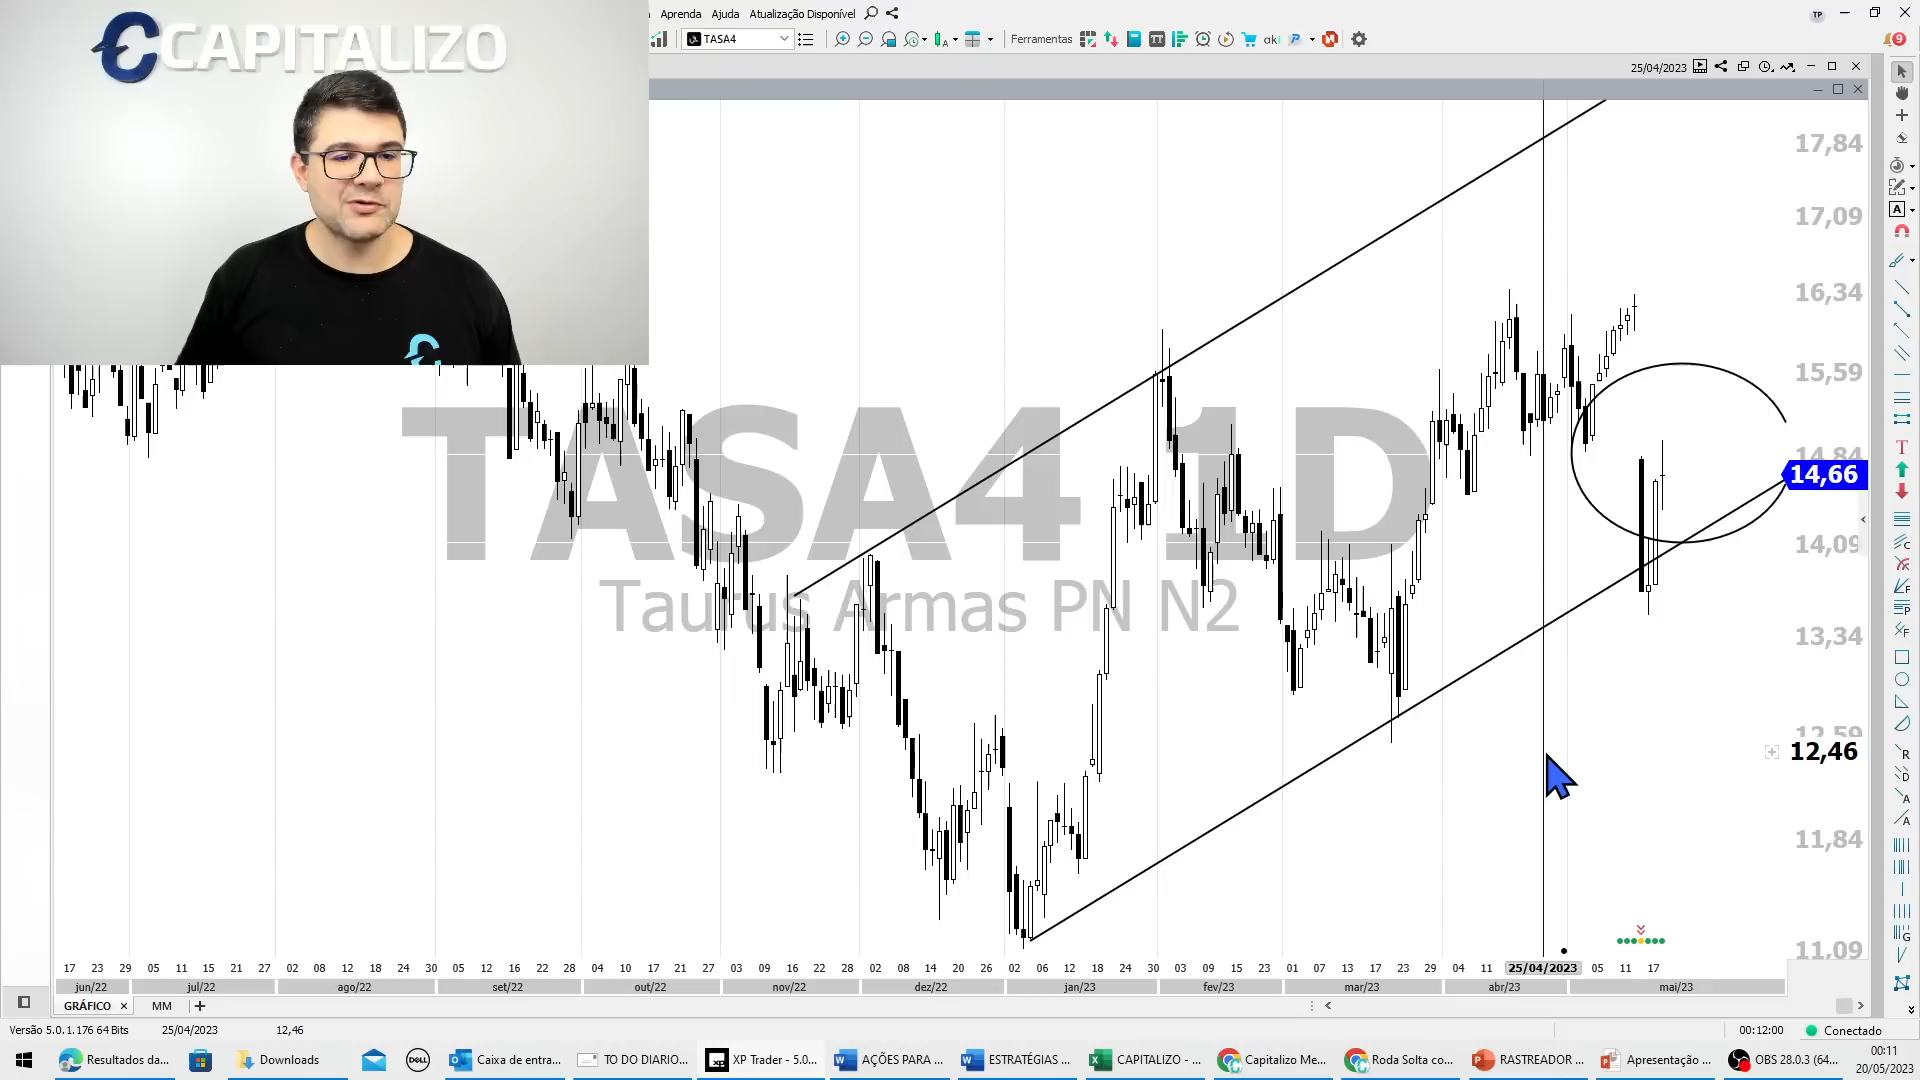 CAPITALIZO
Aprenda Ajuda Atualização Disponível
TP
TASA4
Ferramentas
aki
9
25/04/2023
TASA4 1D
Taurus Armas PN N2
17,84
17,09
16,34
15,59
14,84
14,66
14,09
13,34
12,59
12,46
11,84
11,09
17 23 29 05 11 15 21 27 02 08 12 18 24 30 05 12 16 22 28 04 10 17 21 27 03 09 16 22 28 02 08 14 20 26 02 06 12 18 24 30 03 09 15 23 01 07 13 17 23 29 04 11 25/04/2023 05 11 17
jun/22 jul/22 ago/22 set/22 out/22 nov/22 dez/22 jan/23 fev/23 mar/23 abr/23 mai/23
GRÁFICO MM
Versão 5.0.1.176 64 Bits 25/04/2023 12,46 00:12:00 Conectado
Resultados da... Downloads DELL Caixa de entra... TO DO DIARIO... XP Trader - 5.0... AÇÕES PARA ... ESTRATÉGIAS ... CAPITALIZO - ... Capitalizo Me... Roda Solta co... RASTREADOR ... Apresentação ... OBS 28.0.3 (64...
00:11
20/05/2023